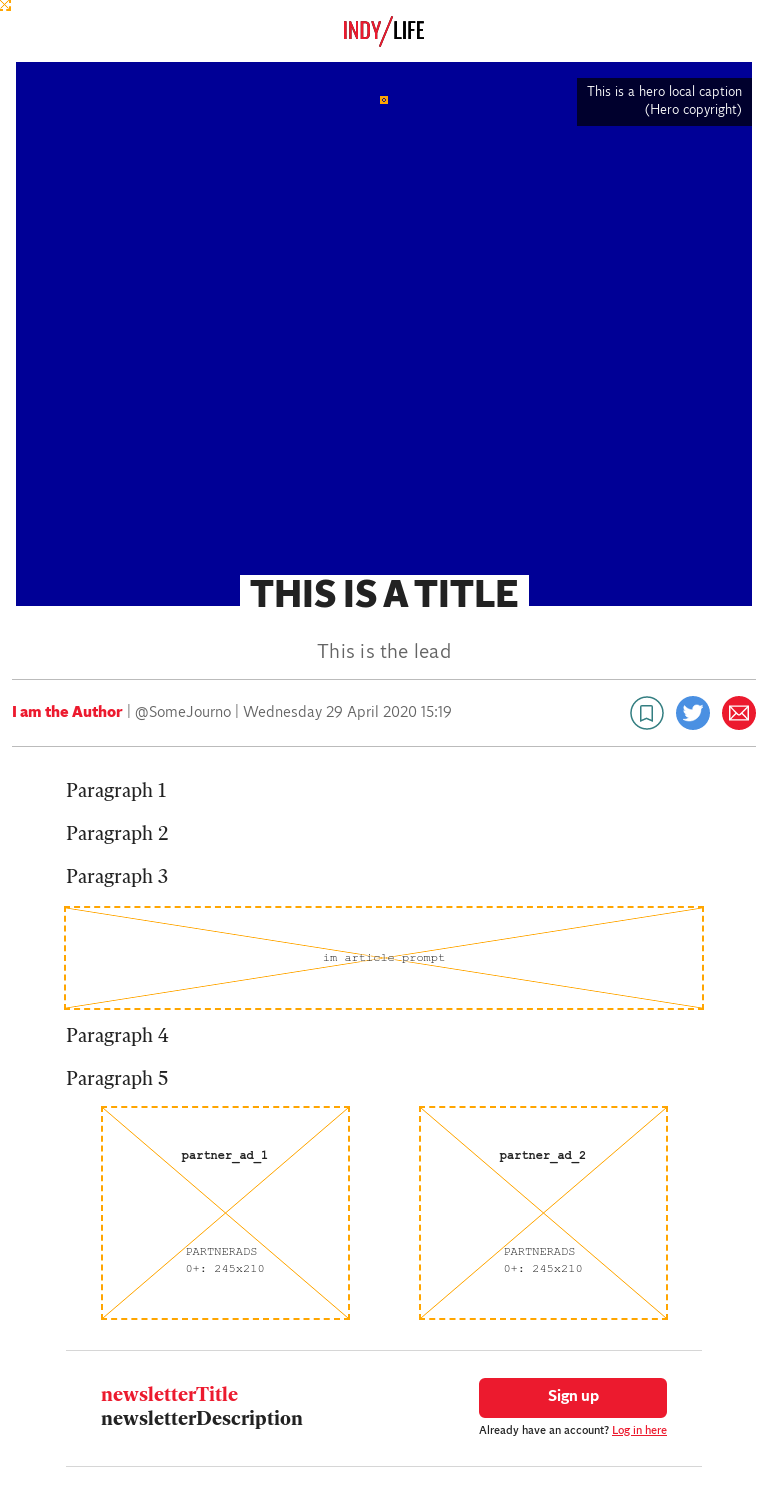 INDY/LIFE
This is a hero local caption
(Hero copyright)
THIS IS A TITLE
This is the lead
I am the Author | @SomeJourno | Wednesday 29 April 2020 15:19
Paragraph 1
Paragraph 2
Paragraph 3
im article prompt
Paragraph 4
Paragraph 5
partner_ad_1
PARTNERADS
0+: 245x210
partner_ad_2
PARTNERADS
0+: 245x210
newsletterTitle
newsletterDescription
Sign up
Already have an account? Log in here